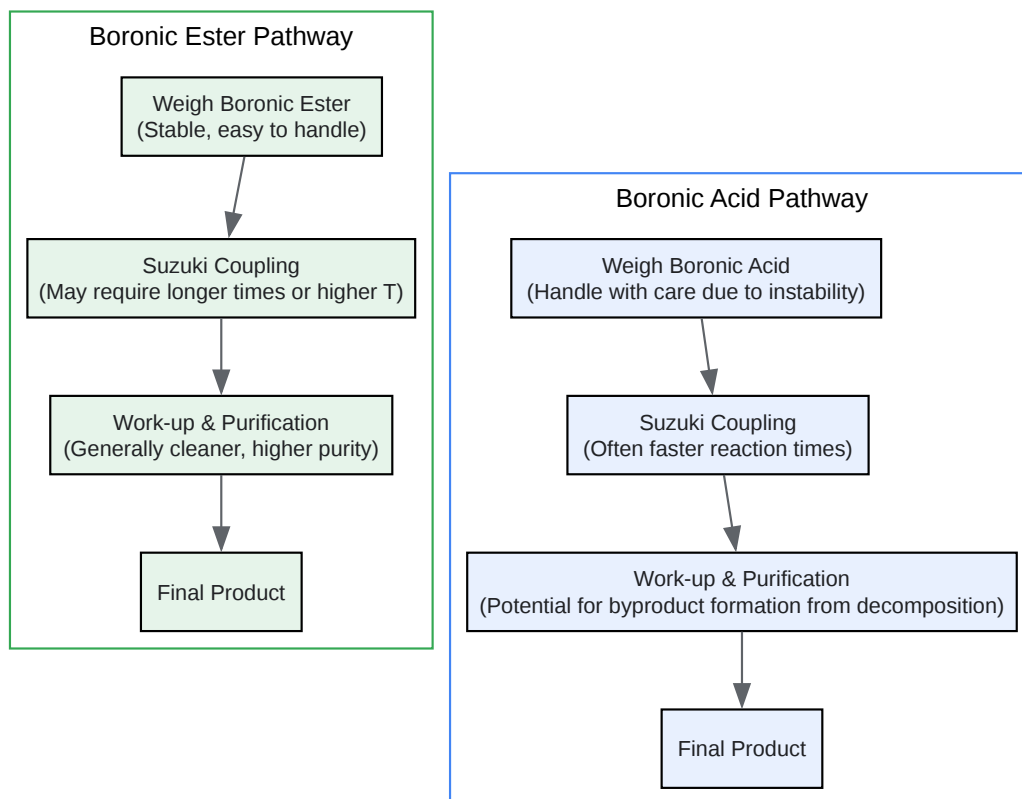 Boronic Ester Pathway
Weigh Boronic Ester
(Stable, easy to handle)
Suzuki Coupling
(May require longer times or higher T)
Work-up & Purification
(Generally cleaner, higher purity)
Final Product
Boronic Acid Pathway
Weigh Boronic Acid
(Handle with care due to instability)
Suzuki Coupling
(Often faster reaction times)
Work-up & Purification
(Potential for byproduct formation from decomposition)
Final Product